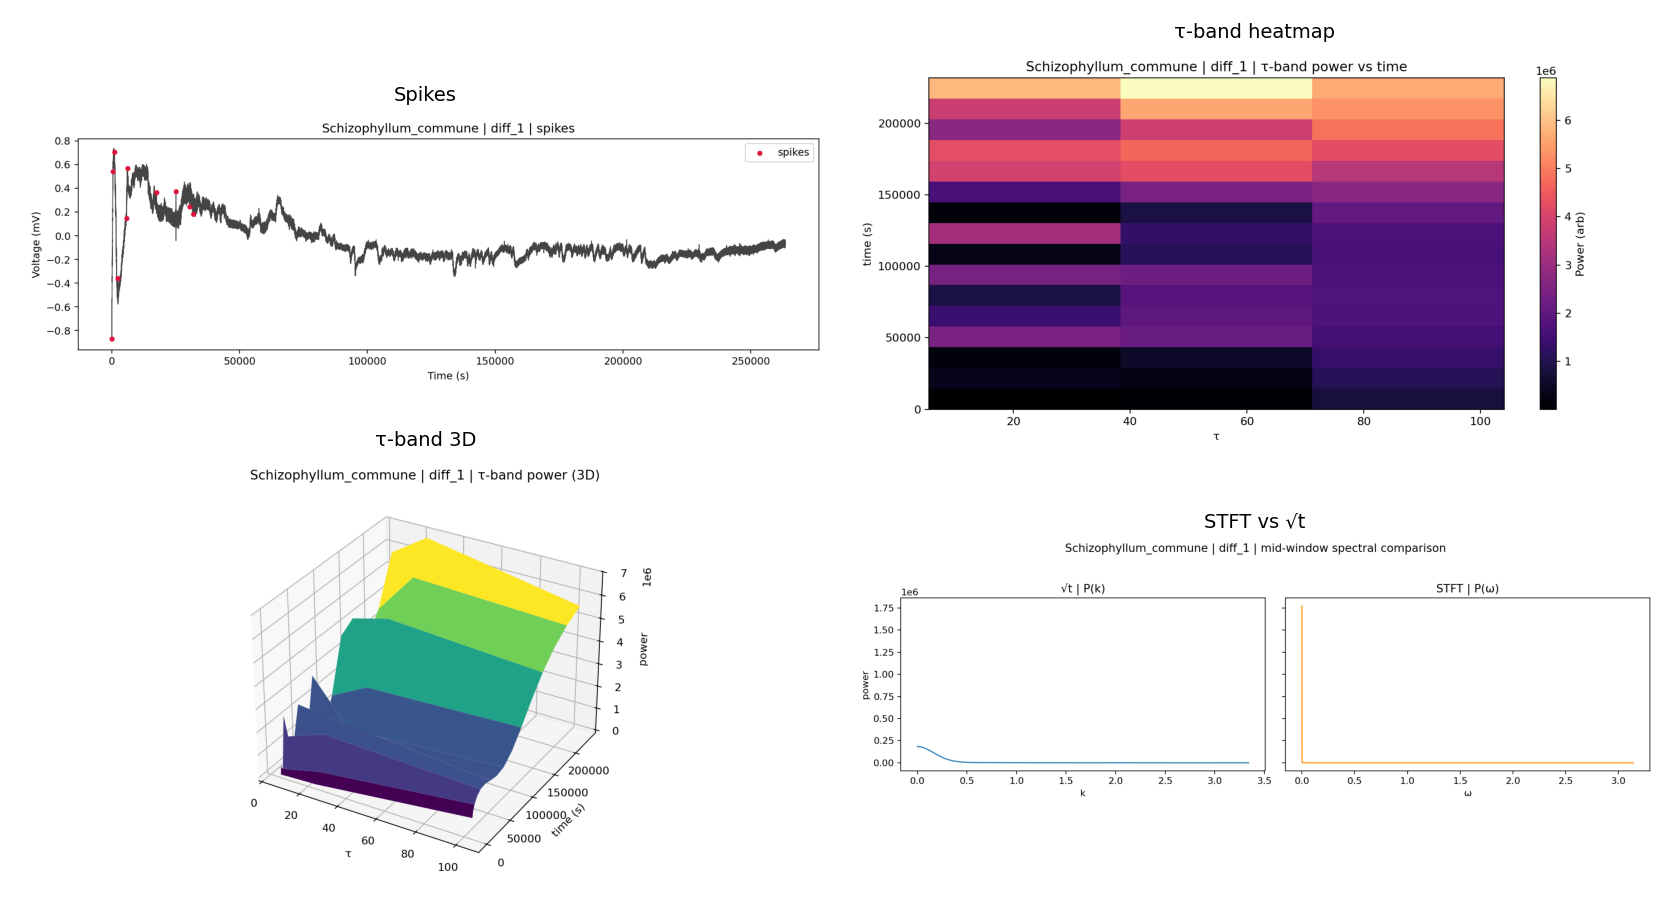 Spikes
Schizophyllum_commune | diff_1 | spikes
spikes
Voltage (mV)
0.8
0.6
0.4
0.2
0.0
−0.2
−0.4
−0.6
−0.8
0 50000 100000 150000 200000 250000
Time (s)
τ-band heatmap
Schizophyllum_commune | diff_1 | τ-band power vs time
1e6
time (s)
200000
150000
100000
50000
0
20 40 60 80 100
τ
6
5
4
3
2
1
Power (arb)
τ-band 3D
Schizophyllum_commune | diff_1 | τ-band power (3D)
1e6
7
6
5
4
3
2
1
0
power
200000
150000
100000
50000
0
time (s)
0
20
40
60
80
100
τ
STFT vs √t
Schizophyllum_commune | diff_1 | mid-window spectral comparison
√t | P(k)
1e6
power
1.75
1.50
1.25
1.00
0.75
0.50
0.25
0.00
0.0 0.5 1.0 1.5 2.0 2.5 3.0 3.5
k
STFT | P(ω)
0.0 0.5 1.0 1.5 2.0 2.5 3.0
ω